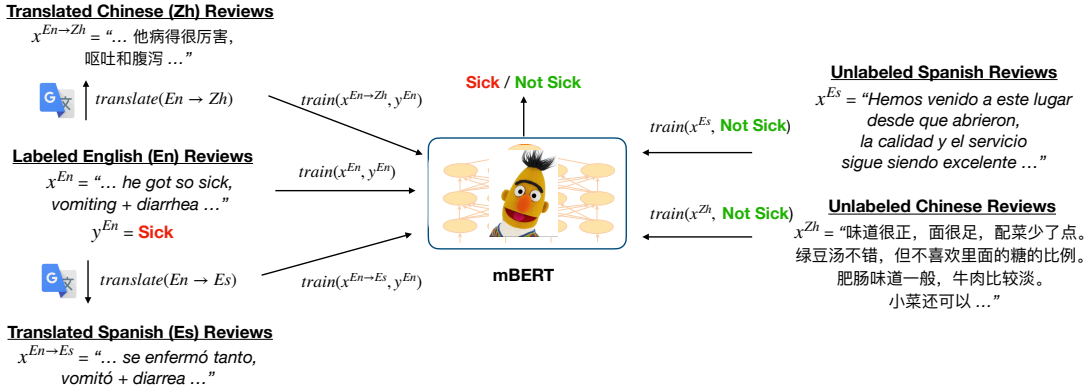 Translated Chinese (Zh) Reviews
x^{En→Zh} = “... 他病得很厉害，
呕吐和腹泻 ...”
G 文 translate(En → Zh)
Labeled English (En) Reviews
x^{En} = “... he got so sick,
vomiting + diarrhea ...”
y^{En} = Sick
G 文 translate(En → Es)
Translated Spanish (Es) Reviews
x^{En→Es} = “... se enfermó tanto,
vomitó + diarrea ...”
train(x^{En→Zh}, y^{En})
train(x^{En}, y^{En})
train(x^{En→Es}, y^{En})
Sick / Not Sick
mBERT
train(x^{Es}, Not Sick)
train(x^{Zh}, Not Sick)
Unlabeled Spanish Reviews
x^{Es} = “Hemos venido a este lugar
desde que abrieron,
la calidad y el servicio
sigue siendo excelente ...”
Unlabeled Chinese Reviews
x^{Zh} = “味道很正，面很足，配菜少了点。
绿豆汤不错，但不喜欢里面的糖的比例。
肥肠味道一般，牛肉比较淡。
小菜还可以 ...”